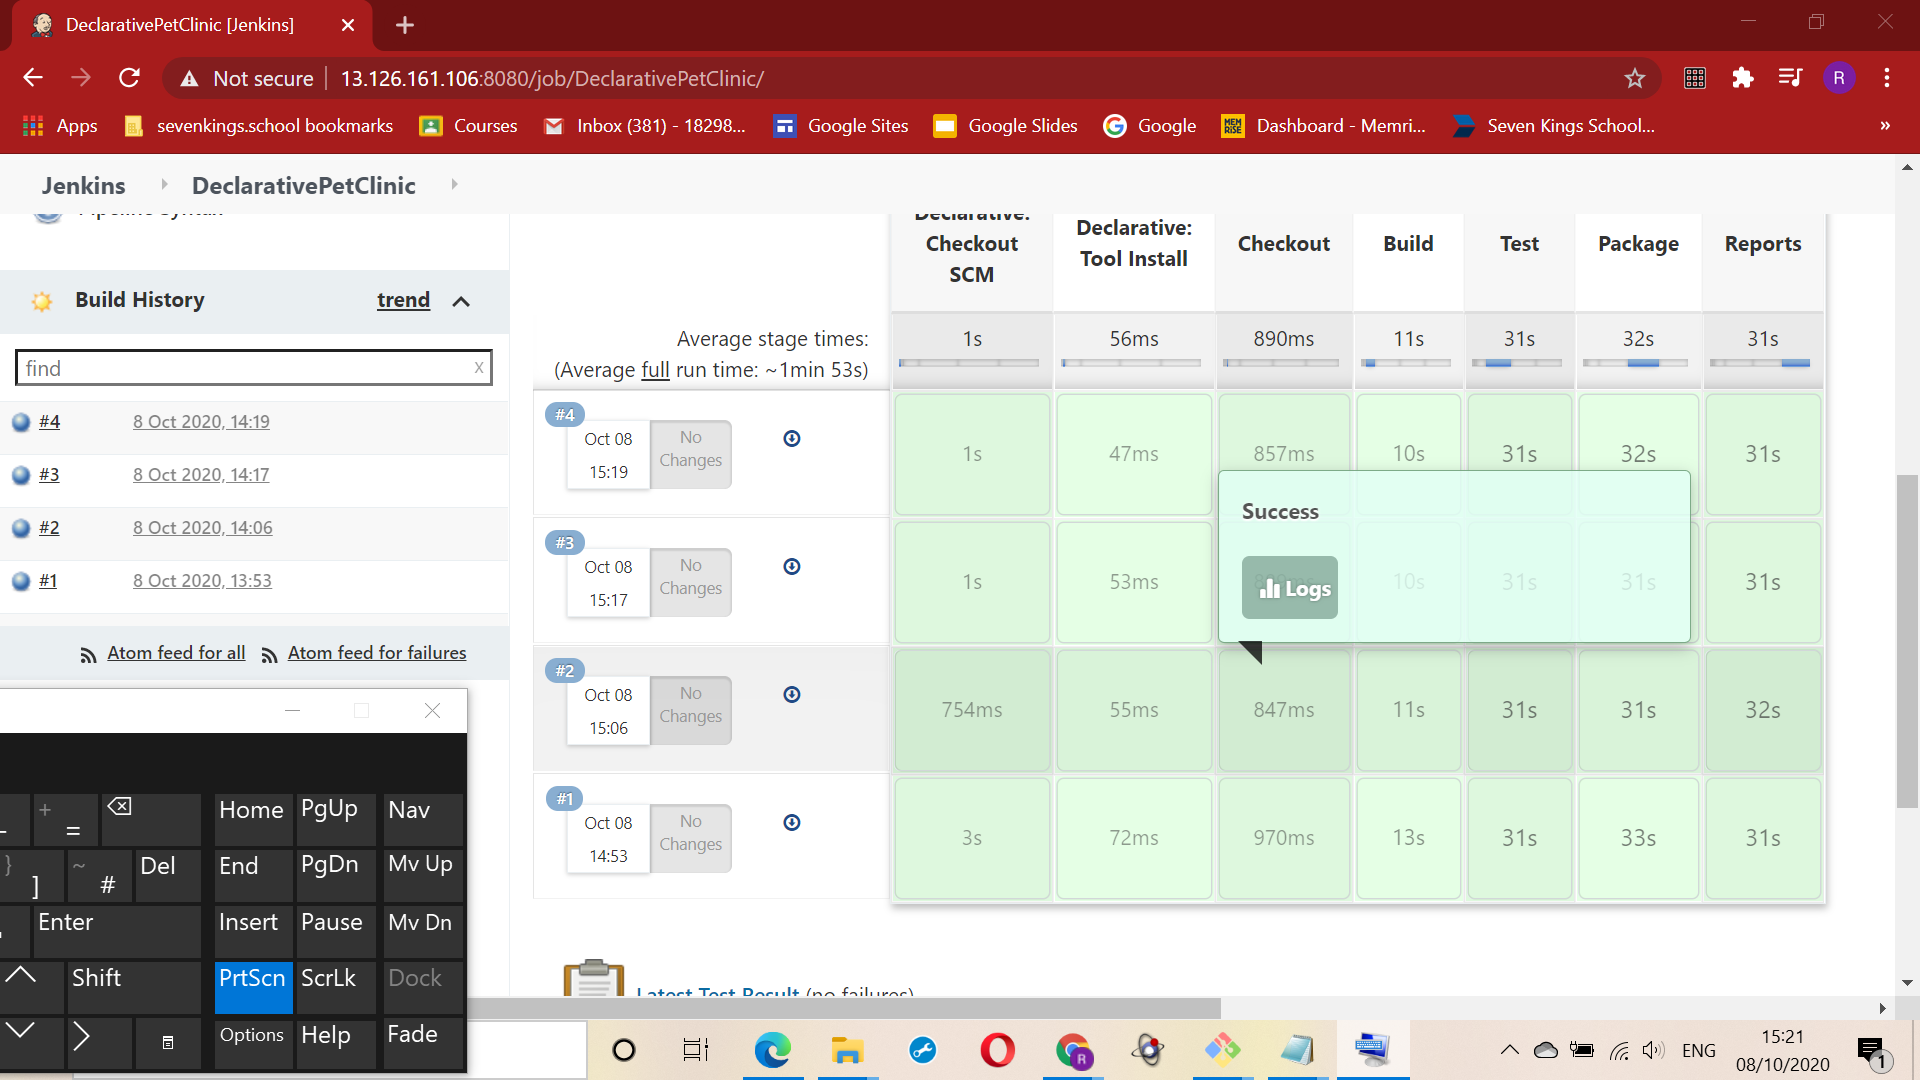 DeclarativePetClinic [Jenkins]
Not secure 13.126.161.106:8080/job/DeclarativePetClinic/
R
Apps sevenkings.school bookmarks Courses Inbox (381) - 18298... Google Sites Google Slides Google Dashboard - Memri... Seven Kings School... »
Jenkins DeclarativePetClinic
Pipeline Syntax
Build History trend
find x
#4 8 Oct 2020, 14:19
#3 8 Oct 2020, 14:17
#2 8 Oct 2020, 14:06
#1 8 Oct 2020, 13:53
Atom feed for all Atom feed for failures
Declarative: Checkout SCM
Declarative: Tool Install
Checkout
Build
Test
Package
Reports
Average stage times:
(Average full run time: ~1min 53s)
1s 56ms 890ms 11s 31s 32s 31s
#4
Oct 08
15:19
No Changes
1s 47ms 857ms 10s 31s 32s 31s
#3
Oct 08
15:17
No Changes
1s 53ms 10s 31s 31s 31s
Success
Logs
#2
Oct 08
15:06
No Changes
754ms 55ms 847ms 11s 31s 31s 32s
#1
Oct 08
14:53
No Changes
3s 72ms 970ms 13s 31s 33s 31s
Latest Test Result (no failures)
+ = Home PgUp Nav
} ] ~ # Del End PgDn Mv Up
Enter Insert Pause Mv Dn
Shift PrtScn ScrLk Dock
Options Help Fade
MEM
RISE
R
ENG
15:21
08/10/2020
1